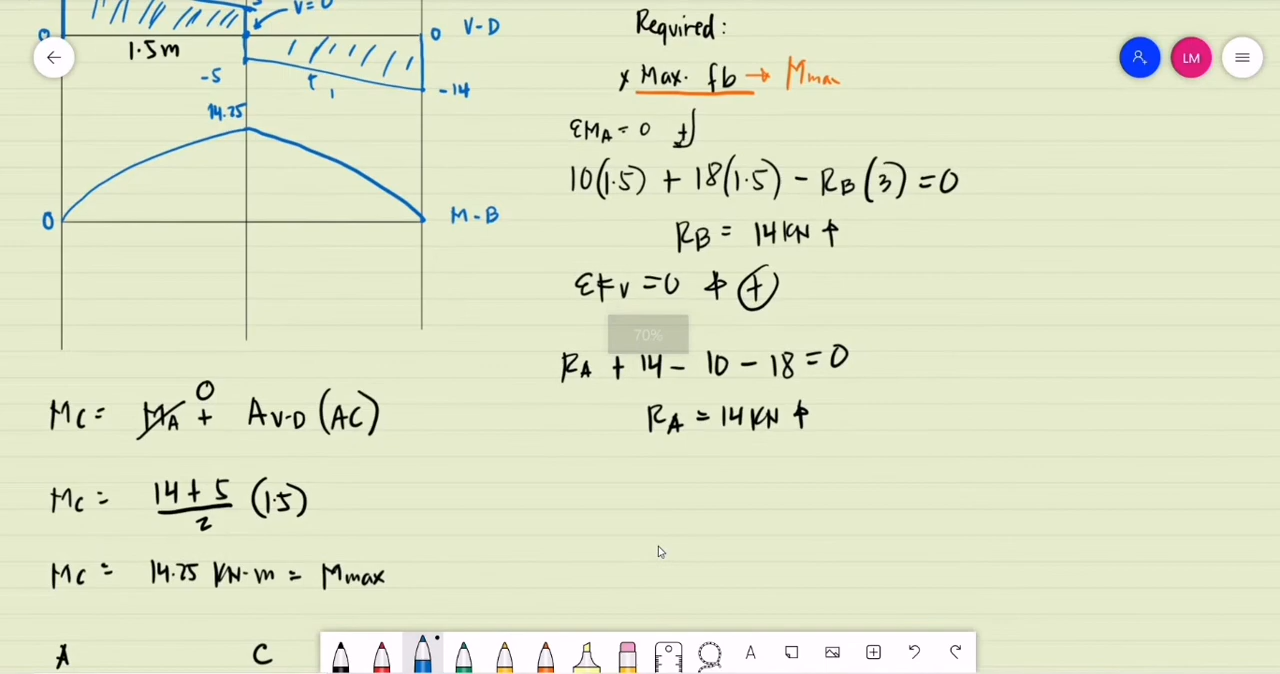 V=0
0
0 V-D
1.5m
-5
-14
14.25
0
M-B
Mc = MA + 0 AV-D (AC)
Mc = 14+5 (1.5)
2
Mc = 14.25 KN-m = Mmax
A C
Required:
x Max. fb → Mmax
ΣMA = 0 +
10(1.5) + 18(1.5) - RB(3) = 0
RB = 14KN ↑
ΣFV = 0 ↑ +
70%
RA + 14 - 10 - 18 = 0
RA = 14KN ↑
LM
A